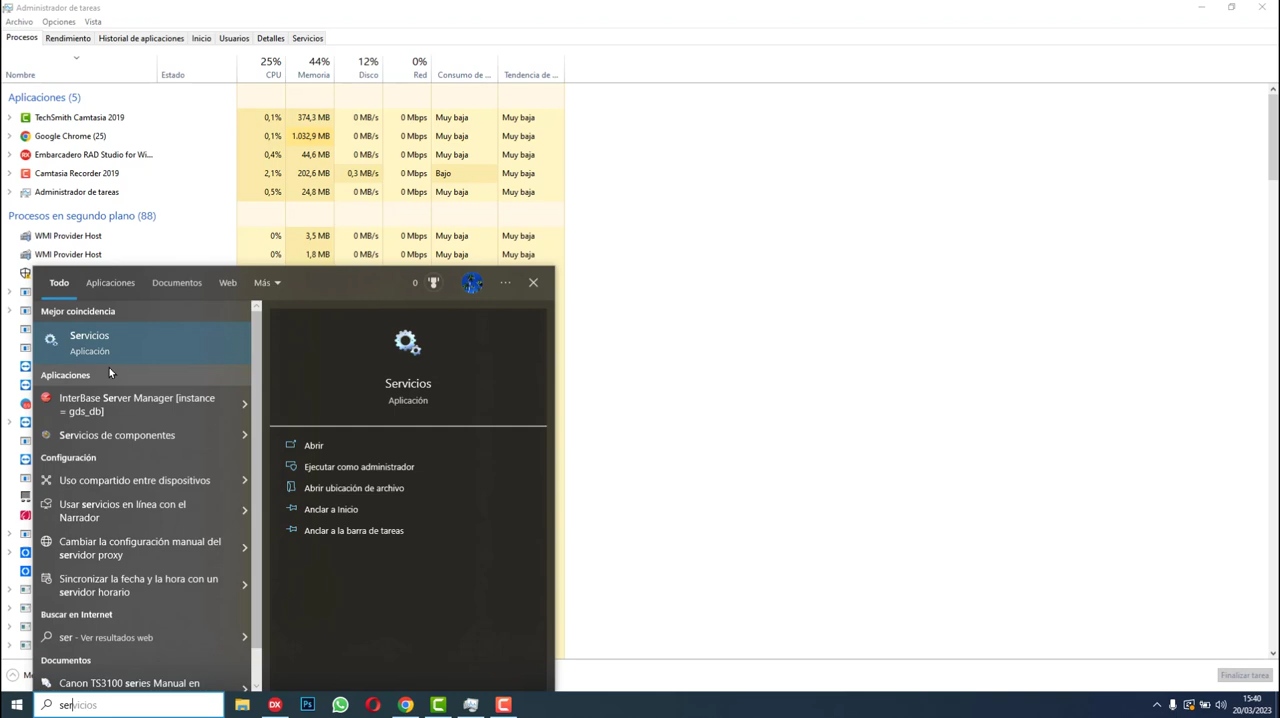 Administrador de tareas
Archivo Opciones Vista
Procesos Rendimiento Historial de aplicaciones Inicio Usuarios Detalles Servicios
25% 44% 12% 0%
Nombre Estado CPU Memoria Disco Red Consumo de ... Tendencia de ...
Aplicaciones (5)
TechSmith Camtasia 2019 0,1% 374,3 MB 0 MB/s 0 Mbps Muy baja Muy baja
Google Chrome (25) 0,1% 1.032,9 MB 0 MB/s 0 Mbps Muy baja Muy baja
Embarcadero RAD Studio for Wi... 0,4% 44,6 MB 0 MB/s 0 Mbps Muy baja Muy baja
Camtasia Recorder 2019 2,1% 202,6 MB 0,3 MB/s 0 Mbps Bajo Muy baja
Administrador de tareas 0,5% 24,8 MB 0 MB/s 0 Mbps Muy baja Muy baja
Procesos en segundo plano (88)
WMI Provider Host 0% 3,5 MB 0 MB/s 0 Mbps Muy baja Muy baja
WMI Provider Host 0% 1,8 MB 0 MB/s 0 Mbps Muy baja Muy baja
Todo Aplicaciones Documentos Web Más 0 ...
Mejor coincidencia
Servicios
Aplicación
Aplicaciones
InterBase Server Manager [instance
= gds_db]
Servicios de componentes
Configuración
Uso compartido entre dispositivos
Usar servicios en línea con el
Narrador
Cambiar la configuración manual del
servidor proxy
Sincronizar la fecha y la hora con un
servidor horario
Buscar en Internet
ser - Ver resultados web
Documentos
Canon TS3100 series Manual en
Servicios
Aplicación
Abrir
Ejecutar como administrador
Abrir ubicación de archivo
Anclar a Inicio
Anclar a la barra de tareas
Finalizar tarea
servicios
DX Ps
15:40
20/03/2023